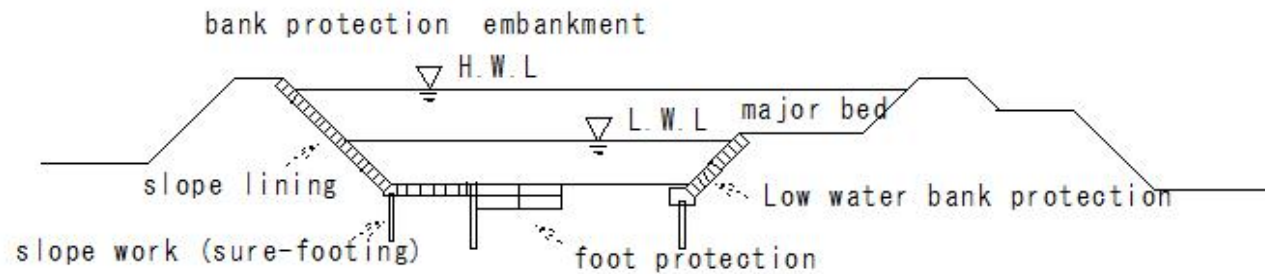 bank protection embankment
H.W.L
L.W.L
major bed
slope lining
Low water bank protection
slope work (sure-footing)
foot protection